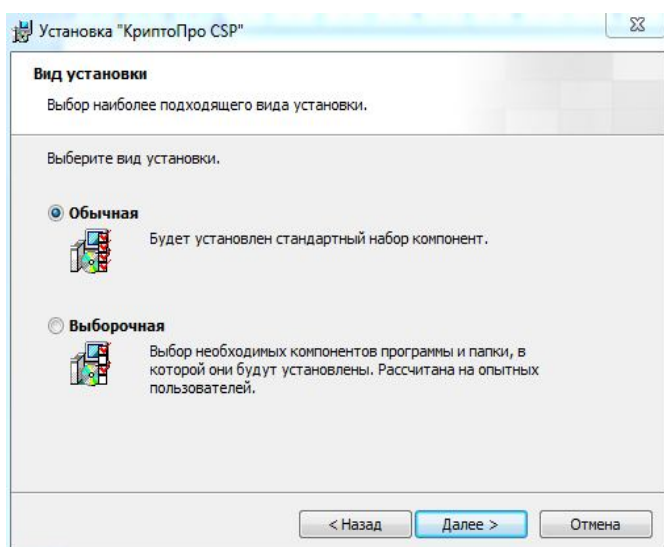 Установка "КриптоПро CSP"
Вид установки
Выбор наиболее подходящего вида установки.
Выберите вид установки.
Обычная
Будет установлен стандартный набор компонент.
Выборочная
Выбор необходимых компонентов программы и папки, в
которой они будут установлены. Рассчитана на опытных
пользователей.
< Назад
Далее >
Отмена